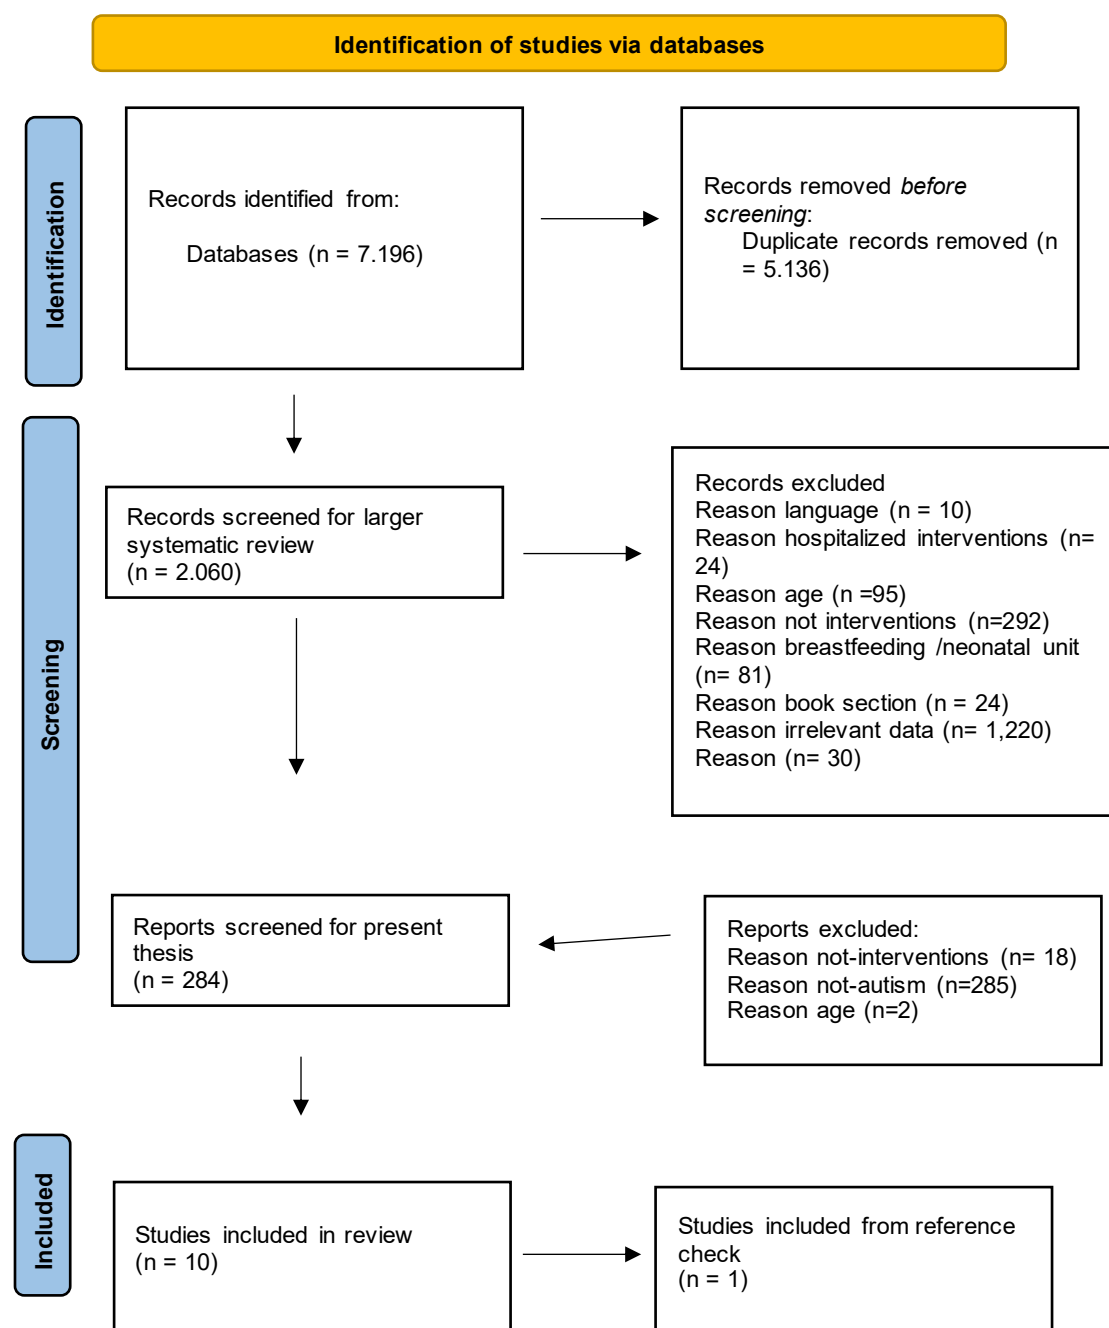 Identification of studies via databases
Identification
Records identified from:
Databases (n = 7.196)
Records removed before
screening:
Duplicate records removed (n
= 5.136)
Screening
Records screened for larger
systematic review
(n = 2.060)
Records excluded
Reason language (n = 10)
Reason hospitalized interventions (n=
24)
Reason age (n =95)
Reason not interventions (n=292)
Reason breastfeeding /neonatal unit
(n= 81)
Reason book section (n = 24)
Reason irrelevant data (n= 1,220)
Reason (n= 30)
Reports screened for present
thesis
(n = 284)
Reports excluded:
Reason not-interventions (n= 18)
Reason not-autism (n=285)
Reason age (n=2)
Included
Studies included in review
(n = 10)
Studies included from reference
check
(n = 1)